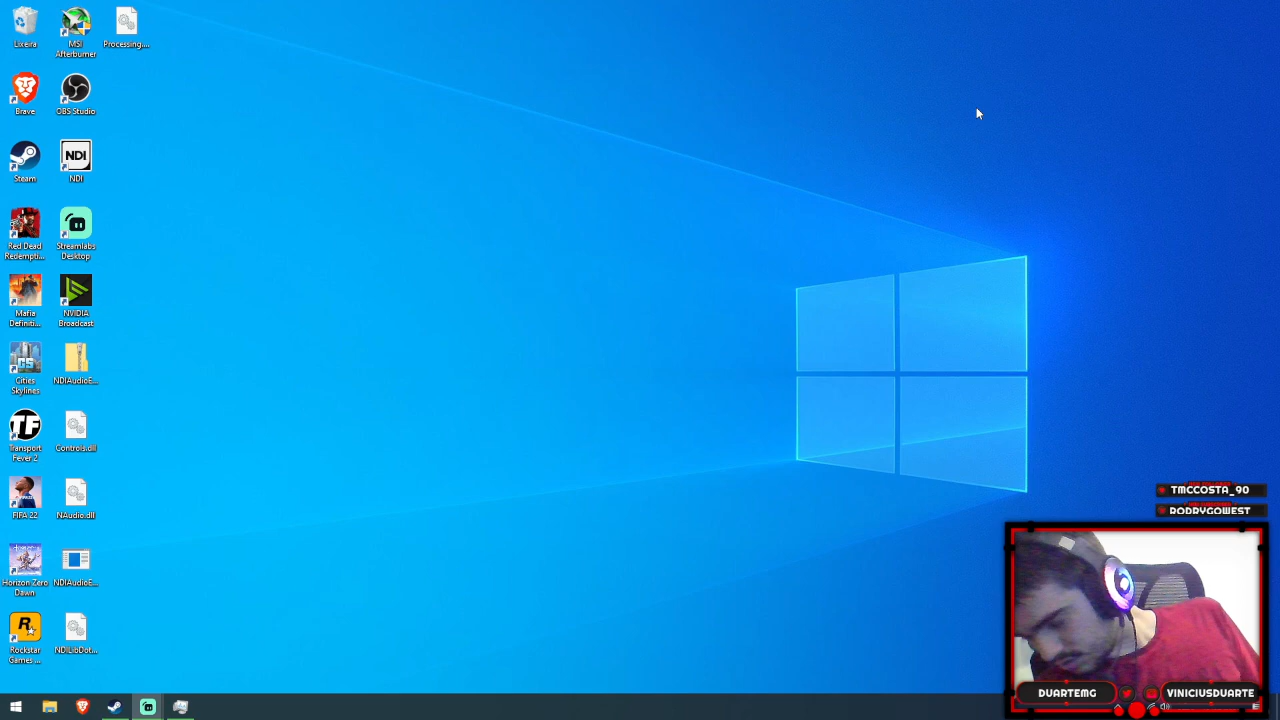 Lixeira
MSI
Afterburner
Processing....
Brave
OBS Studio
NDI
Steam
NDI
Red Dead
Redempti...
Streamlabs
Desktop
Mafia
Definiti...
NVIDIA
Broadcast
CS
Cities
Skylines
NDIAudioE...
TF
Transport
Fever 2
Controls.dll
FIFA 22
NAudio.dll
Horizon Zero
Dawn
NDIAudioE...
R
Rockstar
Games ...
NDILibDot...
TMCCOSTA_90
RODRYGOWEST
DUARTEMG
VINICIUSDUARTE